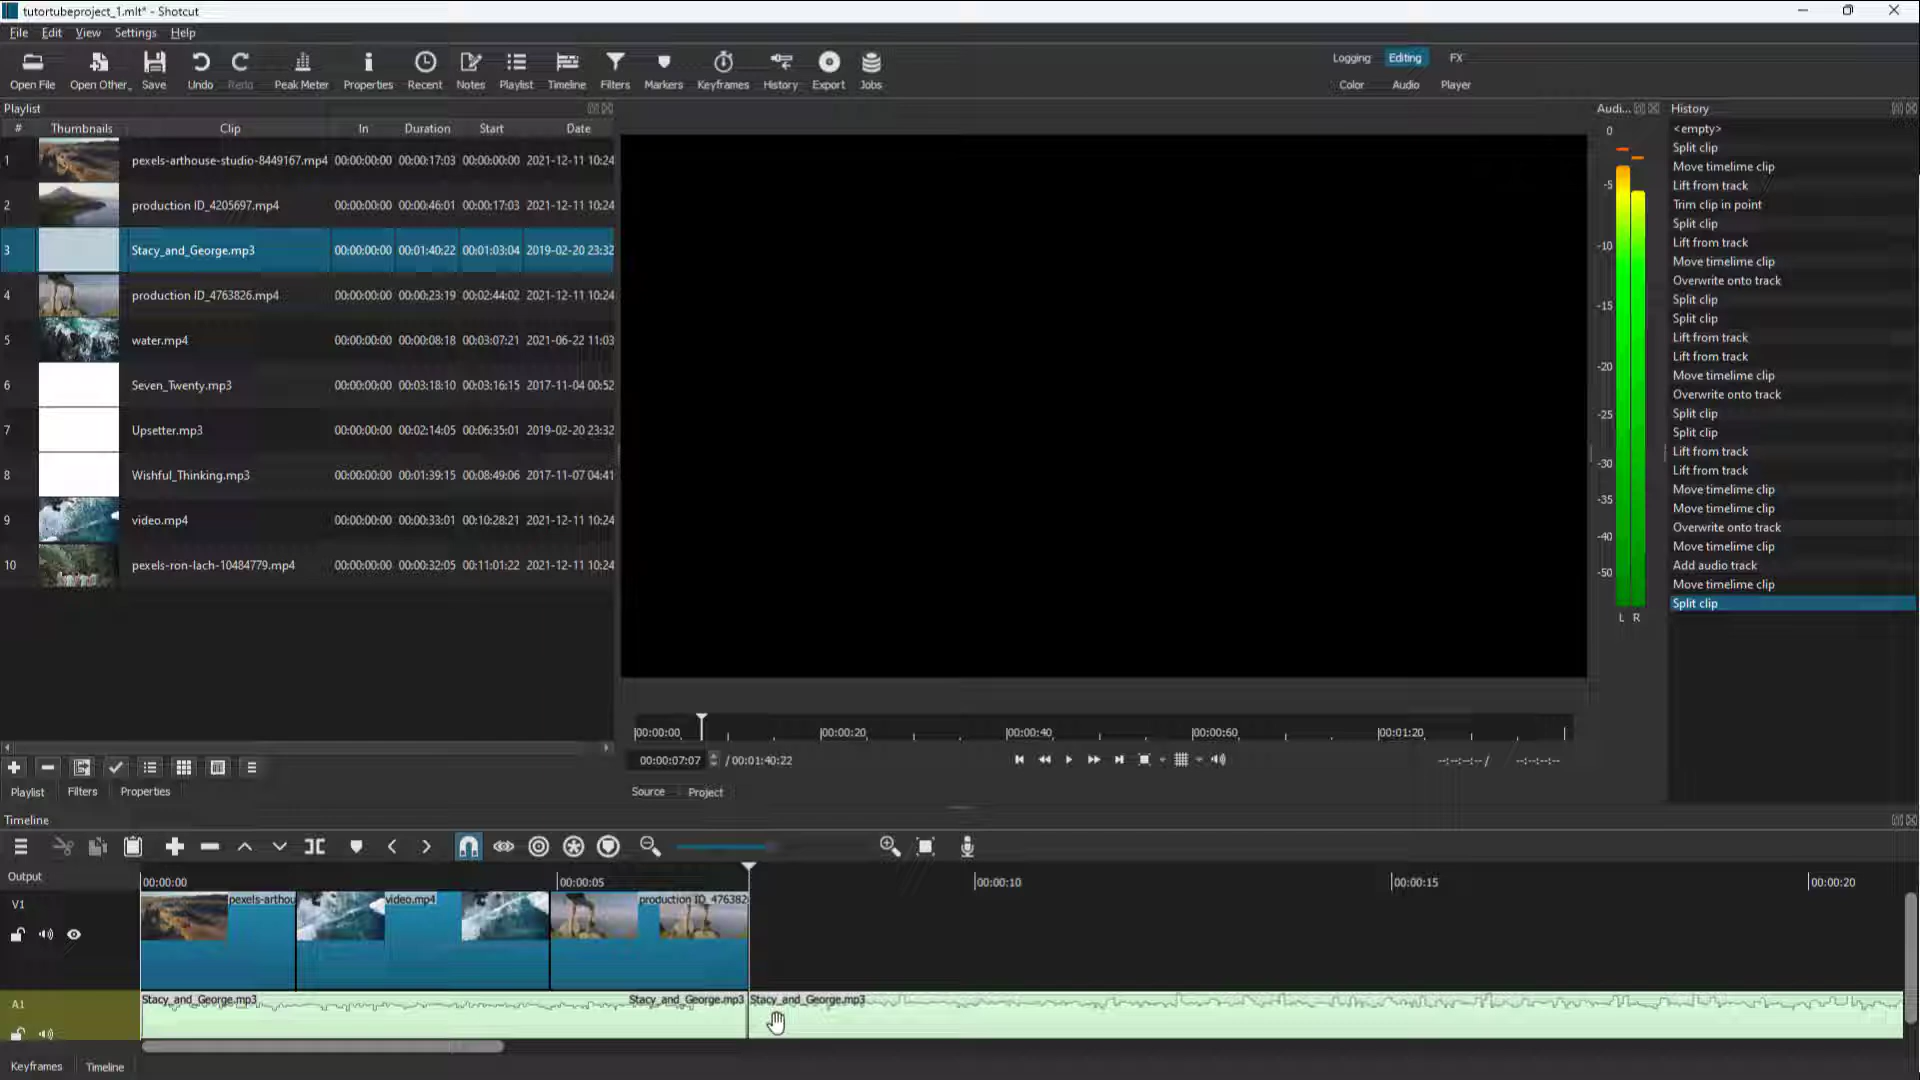 tutortubeproject_1.mlt* - Shotcut
File Edit View Settings Help
Open File Open Other... Save Undo Redo Peak Meter Properties Recent Notes Playlist Timeline Filters Markers Keyframes History Export Jobs
Logging Editing FX
Color Audio Player
Playlist
# Thumbnails Clip In Duration Start Date
1 pexels-arthouse-studio-8449167.mp4 00:00:00:00 00:00:17:03 00:00:00:00 2021-12-11 10:24
2 production ID_4205697.mp4 00:00:00:00 00:00:46:01 00:00:17:03 2021-12-11 10:24
3 Stacy_and_George.mp3 00:00:00:00 00:01:40:22 00:01:03:04 2019-02-20 23:32
4 production ID_4763826.mp4 00:00:00:00 00:00:23:19 00:02:44:02 2021-12-11 10:24
5 water.mp4 00:00:00:00 00:00:08:18 00:03:07:21 2021-06-22 11:03
6 Seven_Twenty.mp3 00:00:00:00 00:03:18:10 00:03:16:15 2017-11-04 00:52
7 Upsetter.mp3 00:00:00:00 00:02:14:05 00:06:35:01 2019-02-20 23:32
8 Wishful_Thinking.mp3 00:00:00:00 00:01:39:15 00:08:49:06 2017-11-07 04:41
9 video.mp4 00:00:00:00 00:00:33:01 00:10:28:21 2021-12-11 10:24
10 pexels-ron-lach-10484779.mp4 00:00:00:00 00:00:32:05 00:11:01:22 2021-12-11 10:24
Playlist Filters Properties
00:00:00 00:00:20 00:00:40 00:00:60 00:01:20
00:00:07:07 / 00:01:40:22
--:--:--:-- / --:--:--:--
Source Project
Audi...
0
-5
-10
-15
-20
-25
-30
-35
-40
-50
L R
History
<empty>
Split clip
Move timelime clip
Lift from track
Trim clip in point
Split clip
Lift from track
Move timelime clip
Overwrite onto track
Split clip
Split clip
Lift from track
Lift from track
Move timelime clip
Overwrite onto track
Split clip
Split clip
Lift from track
Lift from track
Move timelime clip
Move timelime clip
Overwrite onto track
Move timelime clip
Add audio track
Move timelime clip
Split clip
Timeline
Output
00:00:00 00:00:05 00:00:10 00:00:15 00:00:20
V1
pexels-arthou video.mp4 production ID_476382
A1
Stacy_and_George.mp3 Stacy_and_George.mp3 Stacy_and_George.mp3
Keyframes Timeline